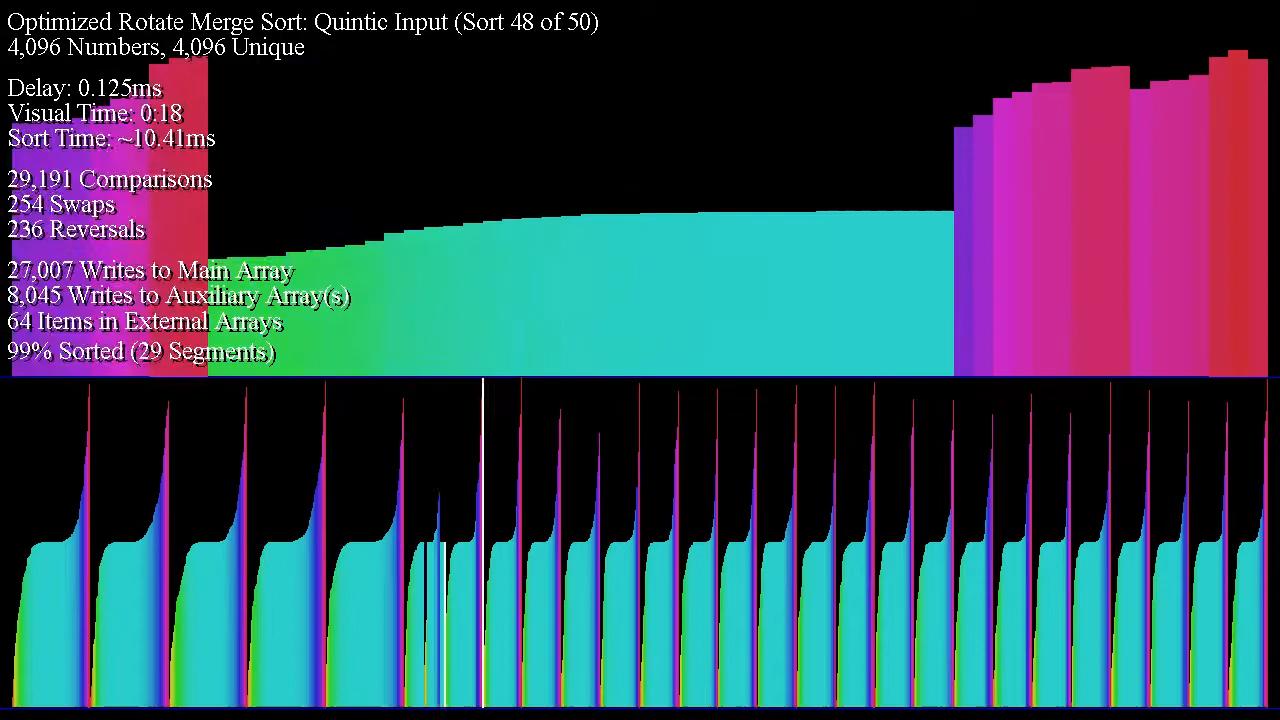 Optimized Rotate Merge Sort: Quintic Input (Sort 48 of 50)
4,096 Numbers, 4,096 Unique
Delay: 0.125ms
Visual Time: 0:18
Sort Time: ~10.41ms
29,191 Comparisons
254 Swaps
236 Reversals
27,007 Writes to Main Array
8,045 Writes to Auxiliary Array(s)
64 Items in External Arrays
99% Sorted (29 Segments)